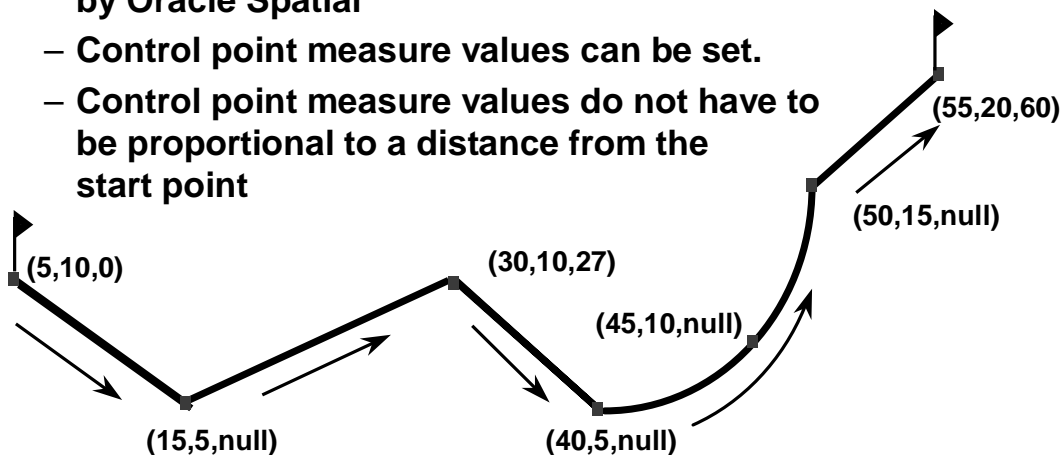 by Oracle Spatial
– Control point measure values can be set.
– Control point measure values do not have to
be proportional to a distance from the
start point
(55,20,60)
(50,15,null)
(5,10,0)
(30,10,27)
(45,10,null)
(15,5,null)
(40,5,null)